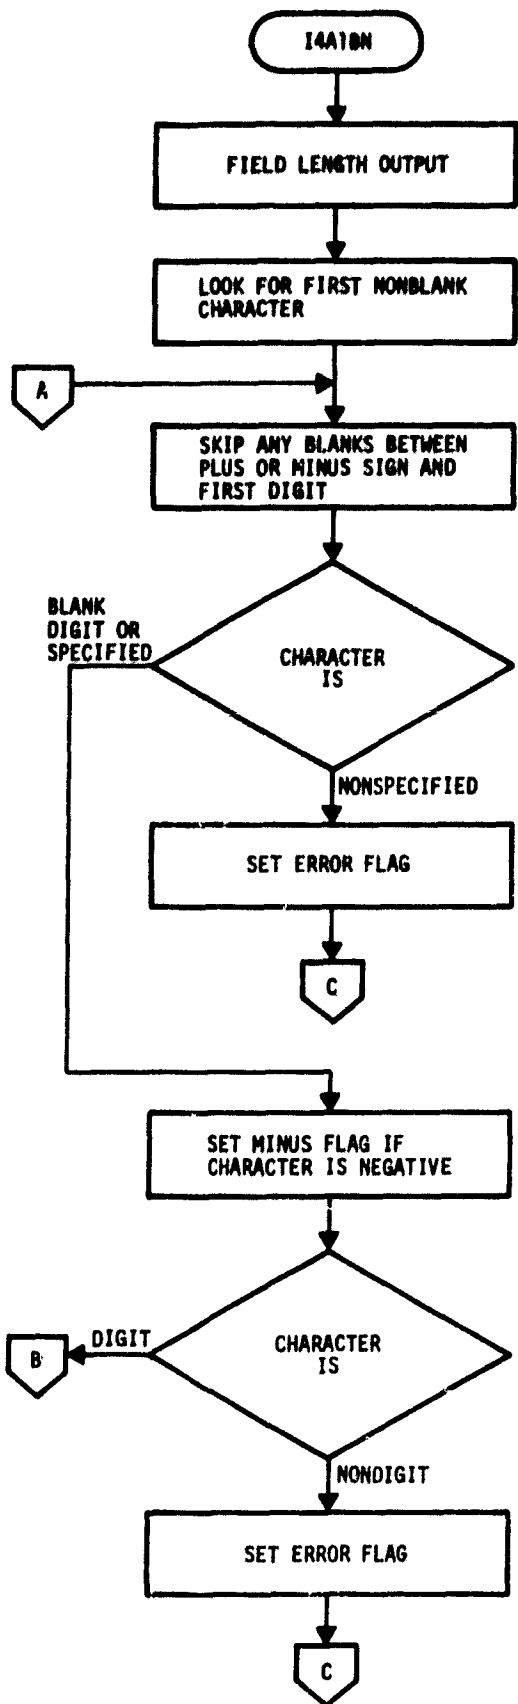 I4A1BN
FIELD LENGTH OUTPUT
LOOK FOR FIRST NONBLANK
CHARACTER
A
SKIP ANY BLANKS BETWEEN
PLUS OR MINUS SIGN AND
FIRST DIGIT
BLANK
DIGIT OR
SPECIFIED
CHARACTER
IS
NONSPECIFIED
SET ERROR FLAG
C
SET MINUS FLAG IF
CHARACTER IS NEGATIVE
B
DIGIT
CHARACTER
IS
NONDIGIT
SET ERROR FLAG
C